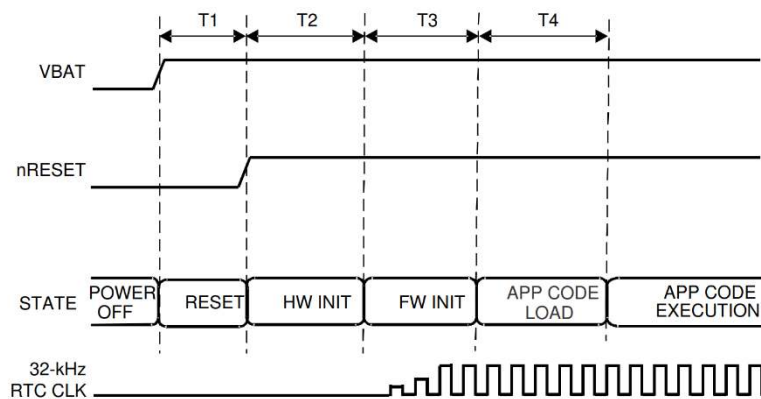 T1 T2 T3 T4
VBAT
nRESET
STATE POWER OFF RESET HW INIT FW INIT APP CODE LOAD APP CODE EXECUTION
32-kHz
RTC CLK